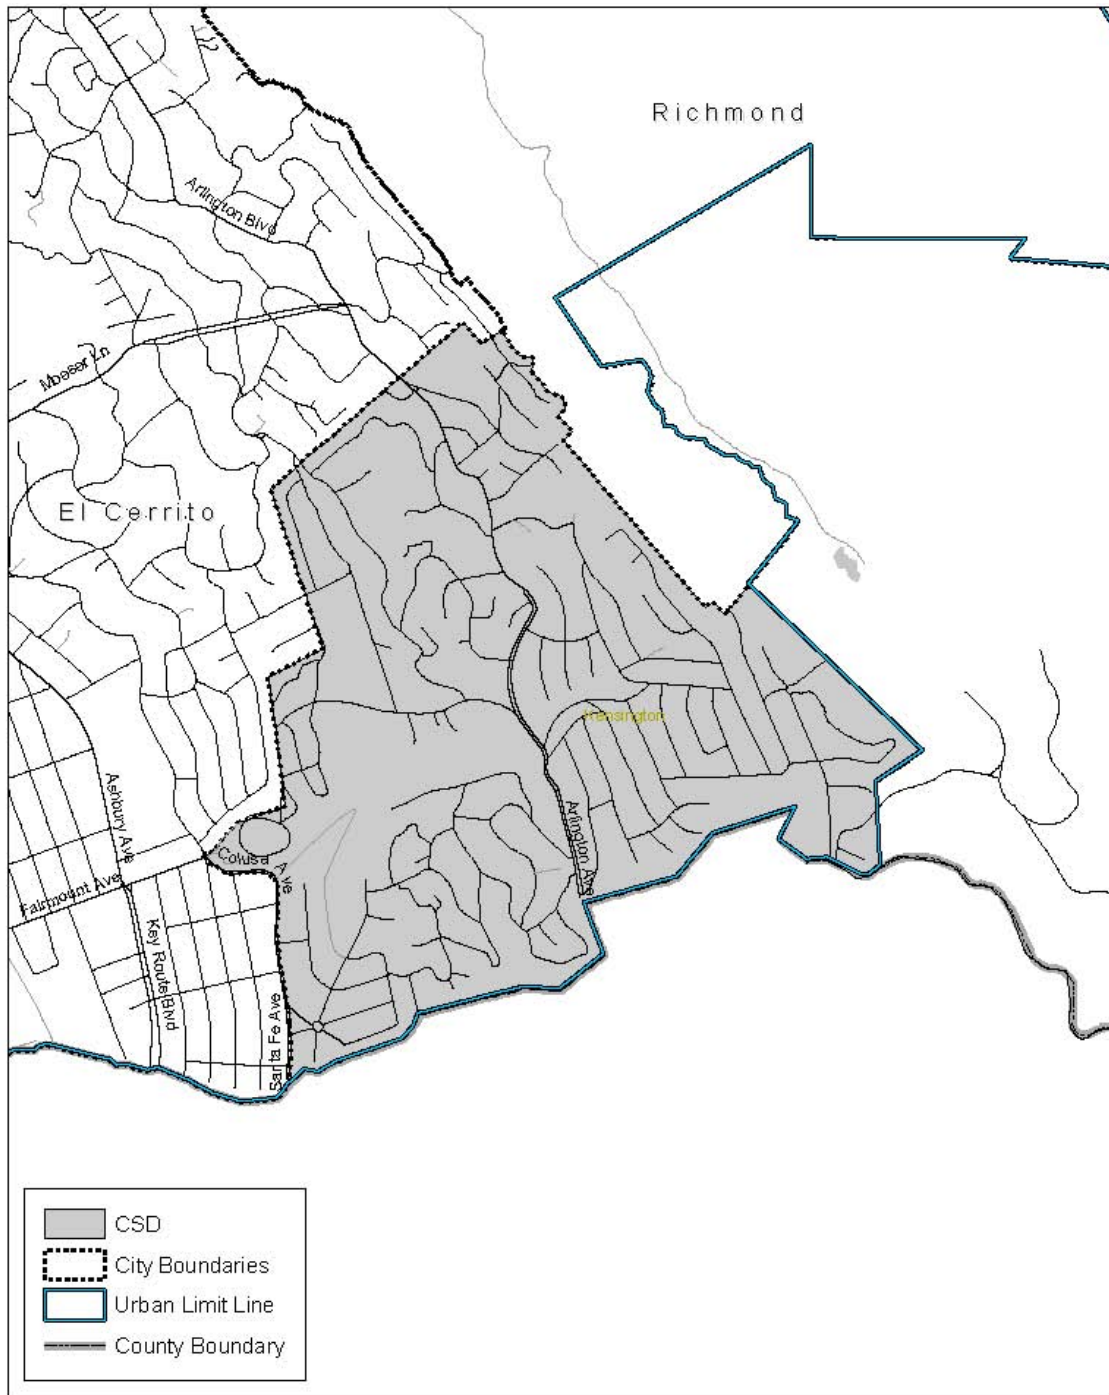 Richmond
Arlington Blvd
Moeser Ln
El Cerrito
Kensington
Ashbury Ave
Arlington Ave
Colusa Ave
Fairmount Ave
Key Route Blvd
Santa Fe Ave
CSD
City Boundaries
Urban Limit Line
County Boundary